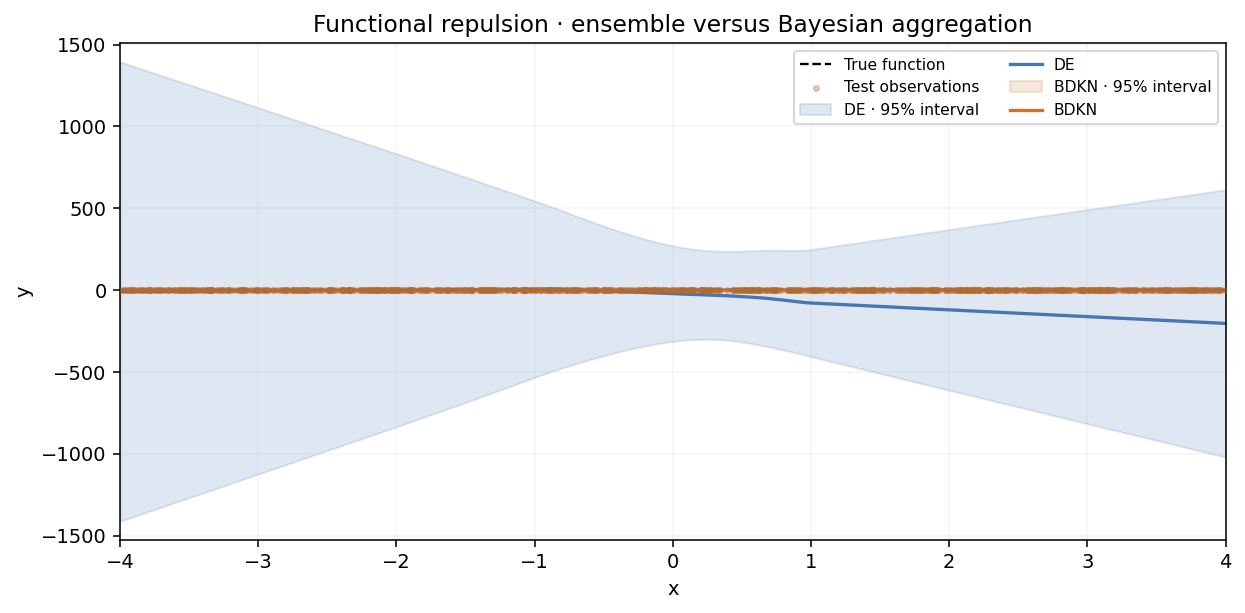 Functional repulsion · ensemble versus Bayesian aggregation
True function
Test observations
DE · 95% interval
DE
BDKN · 95% interval
BDKN
y
1500
1000
500
0
−500
−1000
−1500
−4
−3
−2
−1
0
1
2
3
4
x